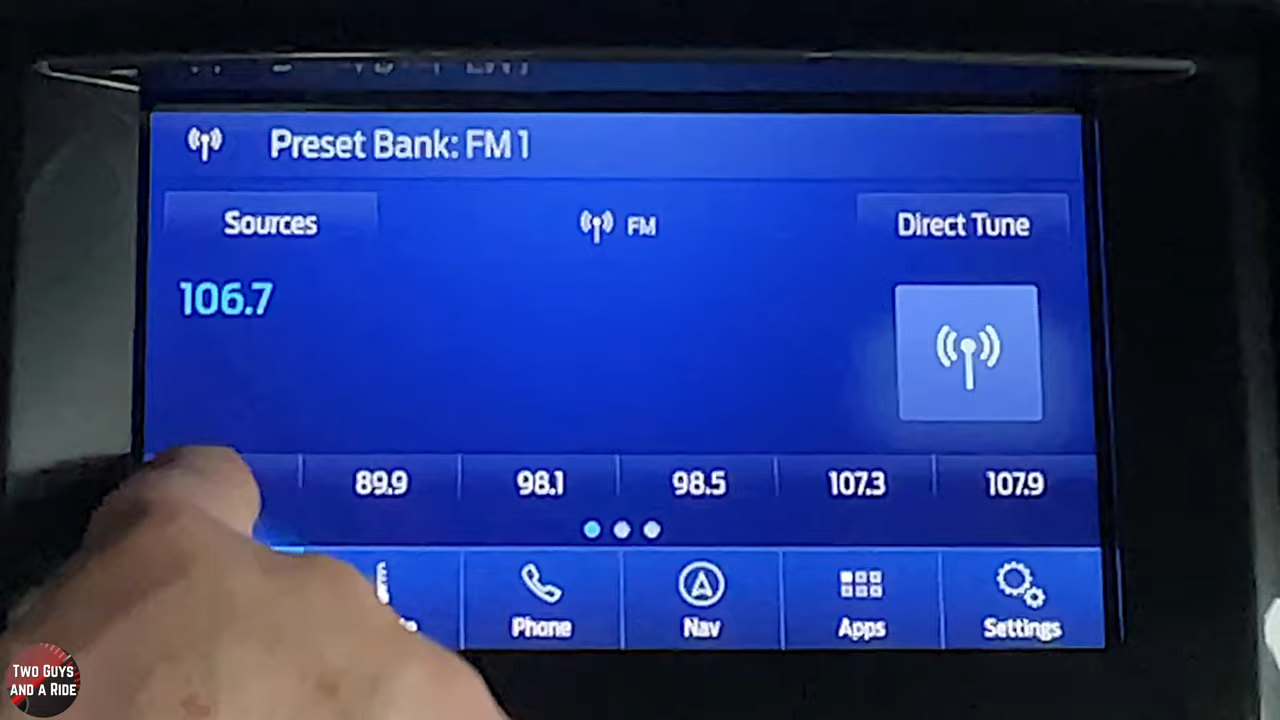 Preset Bank: FM 1
Sources
FM
Direct Tune
106.7
89.9
98.1
98.5
107.3
107.9
Phone
Nav
Apps
Settings
TWO GUYS
AND A RIDE